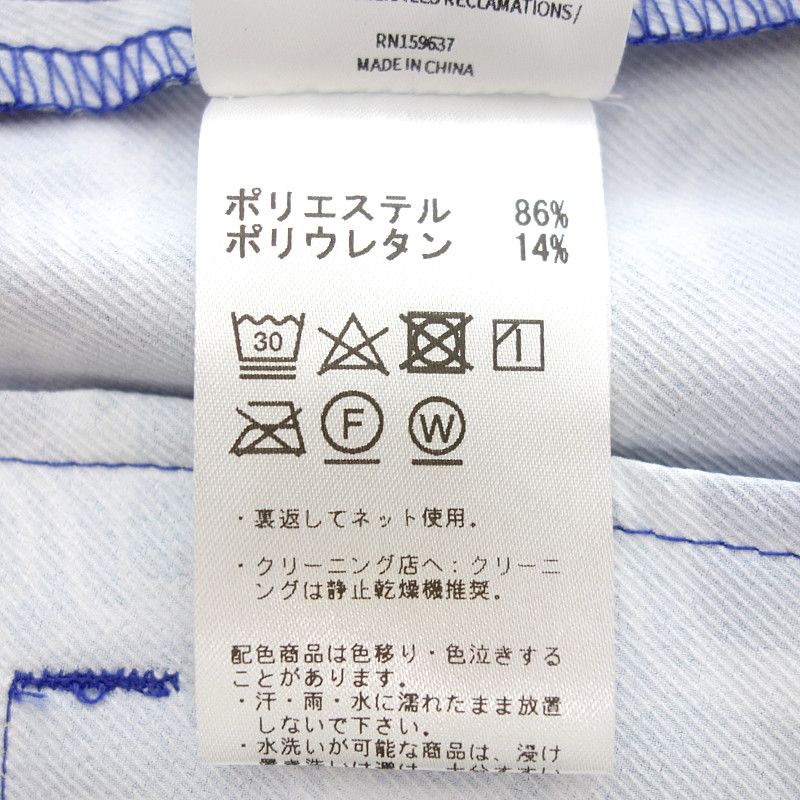 RECLAMATIONS/
RN159637
MADE IN CHINA
ポリエステル 86%
ポリウレタン 14%
30
F
W
・裏返してネット使用。
・クリーニング店へ:クリーニ
ングは静止乾燥機推奨。
配色商品は色移り・色泣きする
ことがあります。
・汗・雨・水に濡れたまま放置
しないで下さい。
・水洗いが可能な商品は、浸け